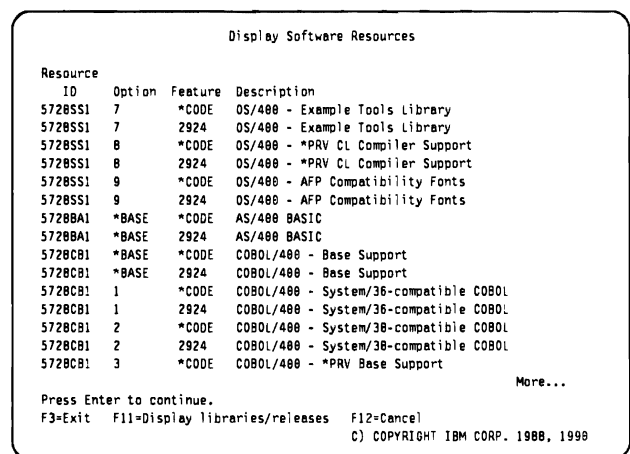 Display Software Resources
Resource
ID Option Feature Description
5728SS1 7 *CODE OS/400 - Example Tools Library
5728SS1 7 2924 OS/400 - Example Tools Library
5728SS1 8 *CODE OS/400 - *PRV CL Compiler Support
5728SS1 8 2924 OS/400 - *PRV CL Compiler Support
5728SS1 9 *CODE OS/400 - AFP Compatibility Fonts
5728SS1 9 2924 OS/400 - AFP Compatibility Fonts
5728BA1 *BASE *CODE AS/400 BASIC
5728BA1 *BASE 2924 AS/400 BASIC
5728CB1 *BASE *CODE COBOL/400 - Base Support
5728CB1 *BASE 2924 COBOL/400 - Base Support
5728CB1 1 *CODE COBOL/400 - System/36-compatible COBOL
5728CB1 1 2924 COBOL/400 - System/36-compatible COBOL
5728CB1 2 *CODE COBOL/400 - System/38-compatible COBOL
5728CB1 2 2924 COBOL/400 - System/38-compatible COBOL
5728CB1 3 *CODE COBOL/400 - *PRV Base Support
More...
Press Enter to continue.
F3=Exit F11=Display libraries/releases F12=Cancel
C) COPYRIGHT IBM CORP. 1988, 1990